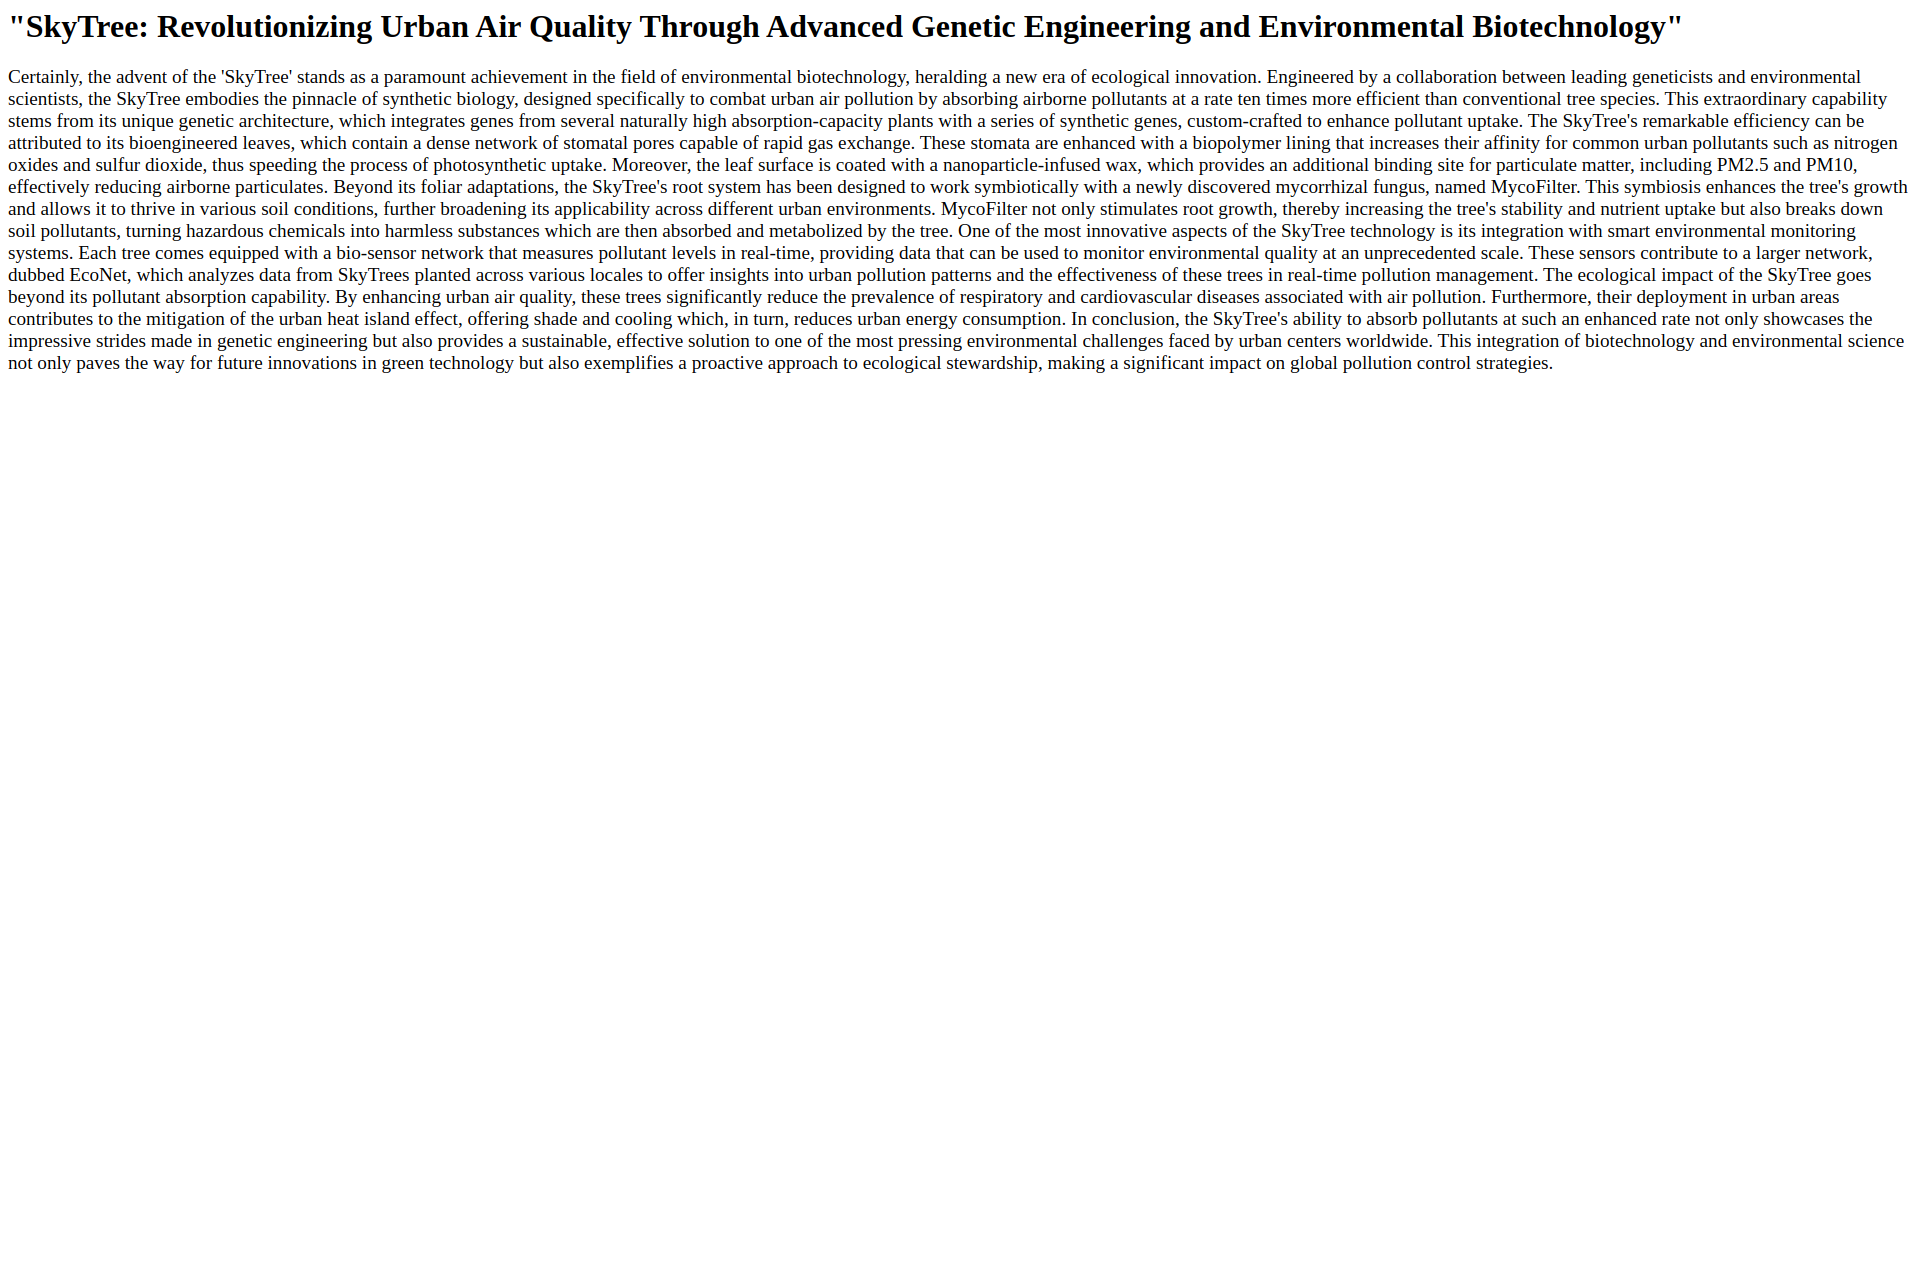 "SkyTree: Revolutionizing Urban Air Quality Through Advanced Genetic Engineering and Environmental Biotechnology"
Certainly, the advent of the 'SkyTree' stands as a paramount achievement in the field of environmental biotechnology, heralding a new era of ecological innovation. Engineered by a collaboration between leading geneticists and environmental
scientists, the SkyTree embodies the pinnacle of synthetic biology, designed specifically to combat urban air pollution by absorbing airborne pollutants at a rate ten times more efficient than conventional tree species. This extraordinary capability
stems from its unique genetic architecture, which integrates genes from several naturally high absorption-capacity plants with a series of synthetic genes, custom-crafted to enhance pollutant uptake. The SkyTree's remarkable efficiency can be
attributed to its bioengineered leaves, which contain a dense network of stomatal pores capable of rapid gas exchange. These stomata are enhanced with a biopolymer lining that increases their affinity for common urban pollutants such as nitrogen
oxides and sulfur dioxide, thus speeding the process of photosynthetic uptake. Moreover, the leaf surface is coated with a nanoparticle-infused wax, which provides an additional binding site for particulate matter, including PM2.5 and PM10,
effectively reducing airborne particulates. Beyond its foliar adaptations, the SkyTree's root system has been designed to work symbiotically with a newly discovered mycorrhizal fungus, named MycoFilter. This symbiosis enhances the tree's growth
and allows it to thrive in various soil conditions, further broadening its applicability across different urban environments. MycoFilter not only stimulates root growth, thereby increasing the tree's stability and nutrient uptake but also breaks down
soil pollutants, turning hazardous chemicals into harmless substances which are then absorbed and metabolized by the tree. One of the most innovative aspects of the SkyTree technology is its integration with smart environmental monitoring
systems. Each tree comes equipped with a bio-sensor network that measures pollutant levels in real-time, providing data that can be used to monitor environmental quality at an unprecedented scale. These sensors contribute to a larger network,
dubbed EcoNet, which analyzes data from SkyTrees planted across various locales to offer insights into urban pollution patterns and the effectiveness of these trees in real-time pollution management. The ecological impact of the SkyTree goes
beyond its pollutant absorption capability. By enhancing urban air quality, these trees significantly reduce the prevalence of respiratory and cardiovascular diseases associated with air pollution. Furthermore, their deployment in urban areas
contributes to the mitigation of the urban heat island effect, offering shade and cooling which, in turn, reduces urban energy consumption. In conclusion, the SkyTree's ability to absorb pollutants at such an enhanced rate not only showcases the
impressive strides made in genetic engineering but also provides a sustainable, effective solution to one of the most pressing environmental challenges faced by urban centers worldwide. This integration of biotechnology and environmental science
not only paves the way for future innovations in green technology but also exemplifies a proactive approach to ecological stewardship, making a significant impact on global pollution control strategies.